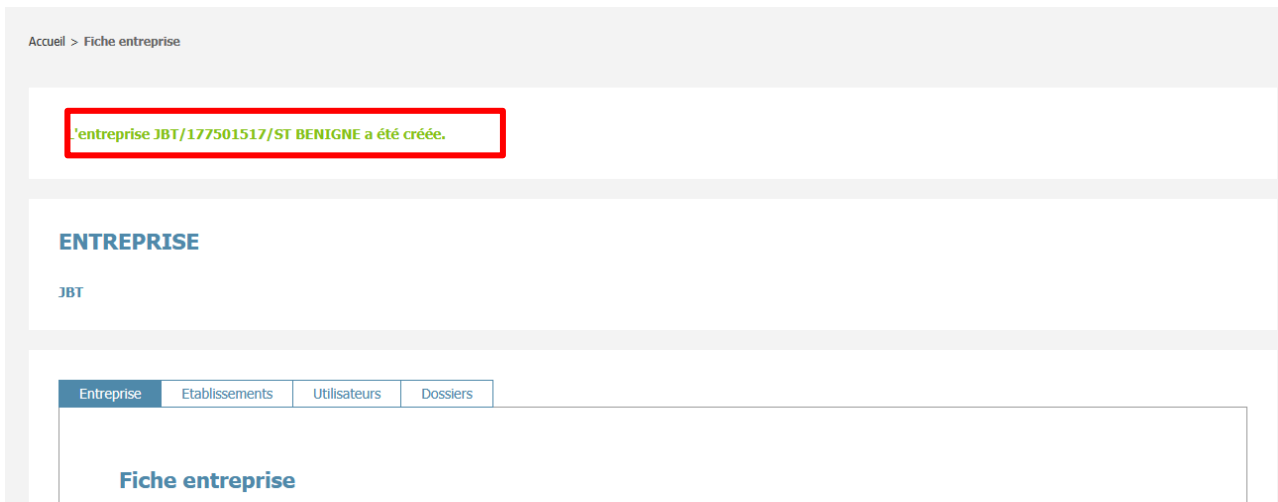 Accueil > Fiche entreprise
L'entreprise JBT/177501517/ST BENIGNE a été créée.
ENTREPRISE
JBT
Entreprise Etablissements Utilisateurs Dossiers
Fiche entreprise